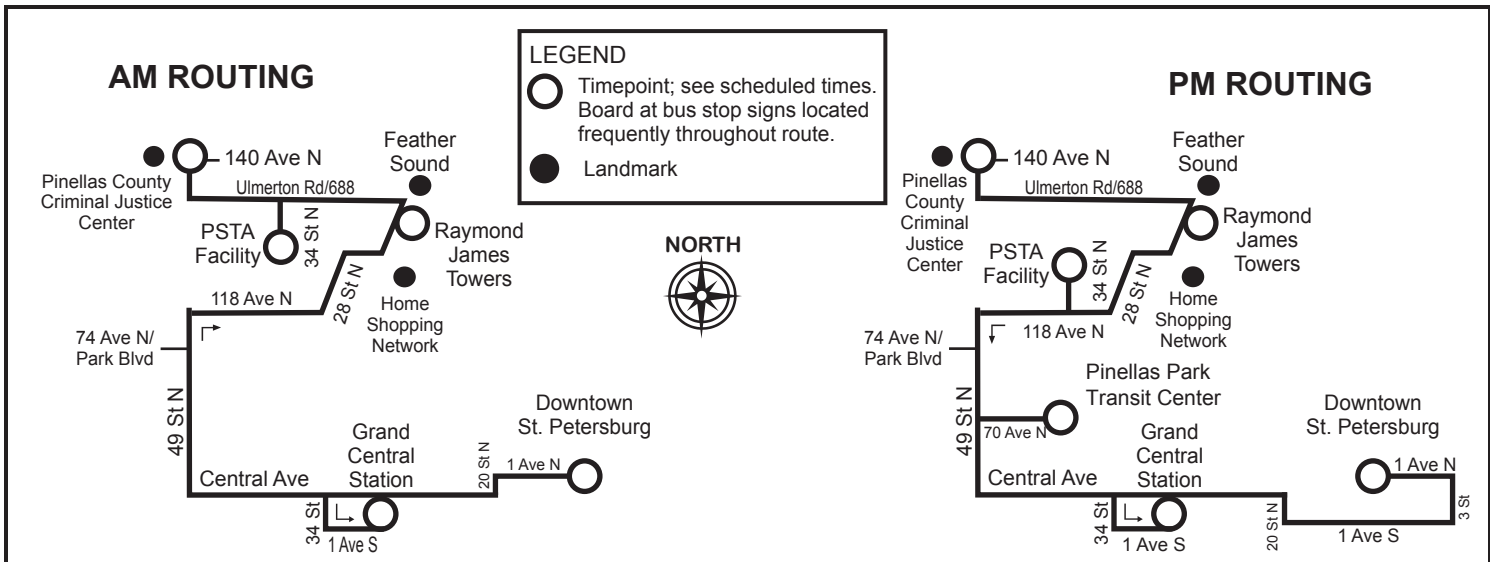 AM ROUTING
LEGEND
Timepoint; see scheduled times.
Board at bus stop signs located
frequently throughout route.
Landmark
PM ROUTING
NORTH
140 Ave N
Feather
Sound
Pinellas County
Criminal Justice
Center
Ulmerton Rd/688
PSTA
Facility
34 St N
Raymond
James
Towers
28 St N
Home
Shopping
Network
118 Ave N
74 Ave N/
Park Blvd
49 St N
Downtown
St. Petersburg
Grand
Central
Station
20 St N
1 Ave N
Central Ave
34 St
1 Ave S
140 Ave N
Feather
Sound
Pinellas
County
Criminal
Justice
Center
Ulmerton Rd/688
PSTA
Facility
34 St N
Raymond
James
Towers
28 St N
Home
Shopping
Network
118 Ave N
74 Ave N/
Park Blvd
49 St N
Pinellas Park
Transit Center
70 Ave N
Downtown
St. Petersburg
Grand
Central
Station
Central Ave
1 Ave N
3 St
34 St
1 Ave S
20 St N
1 Ave S